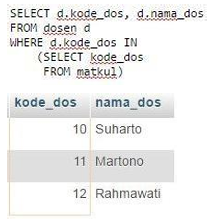 SELECT d.kode_dos, d.nama_dos
FROM dosen d
WHERE d.kode_dos IN
(SELECT kode_dos
FROM matkul)
kode_dos nama_dos
10 Suharto
11 Martono
12 Rahmawati